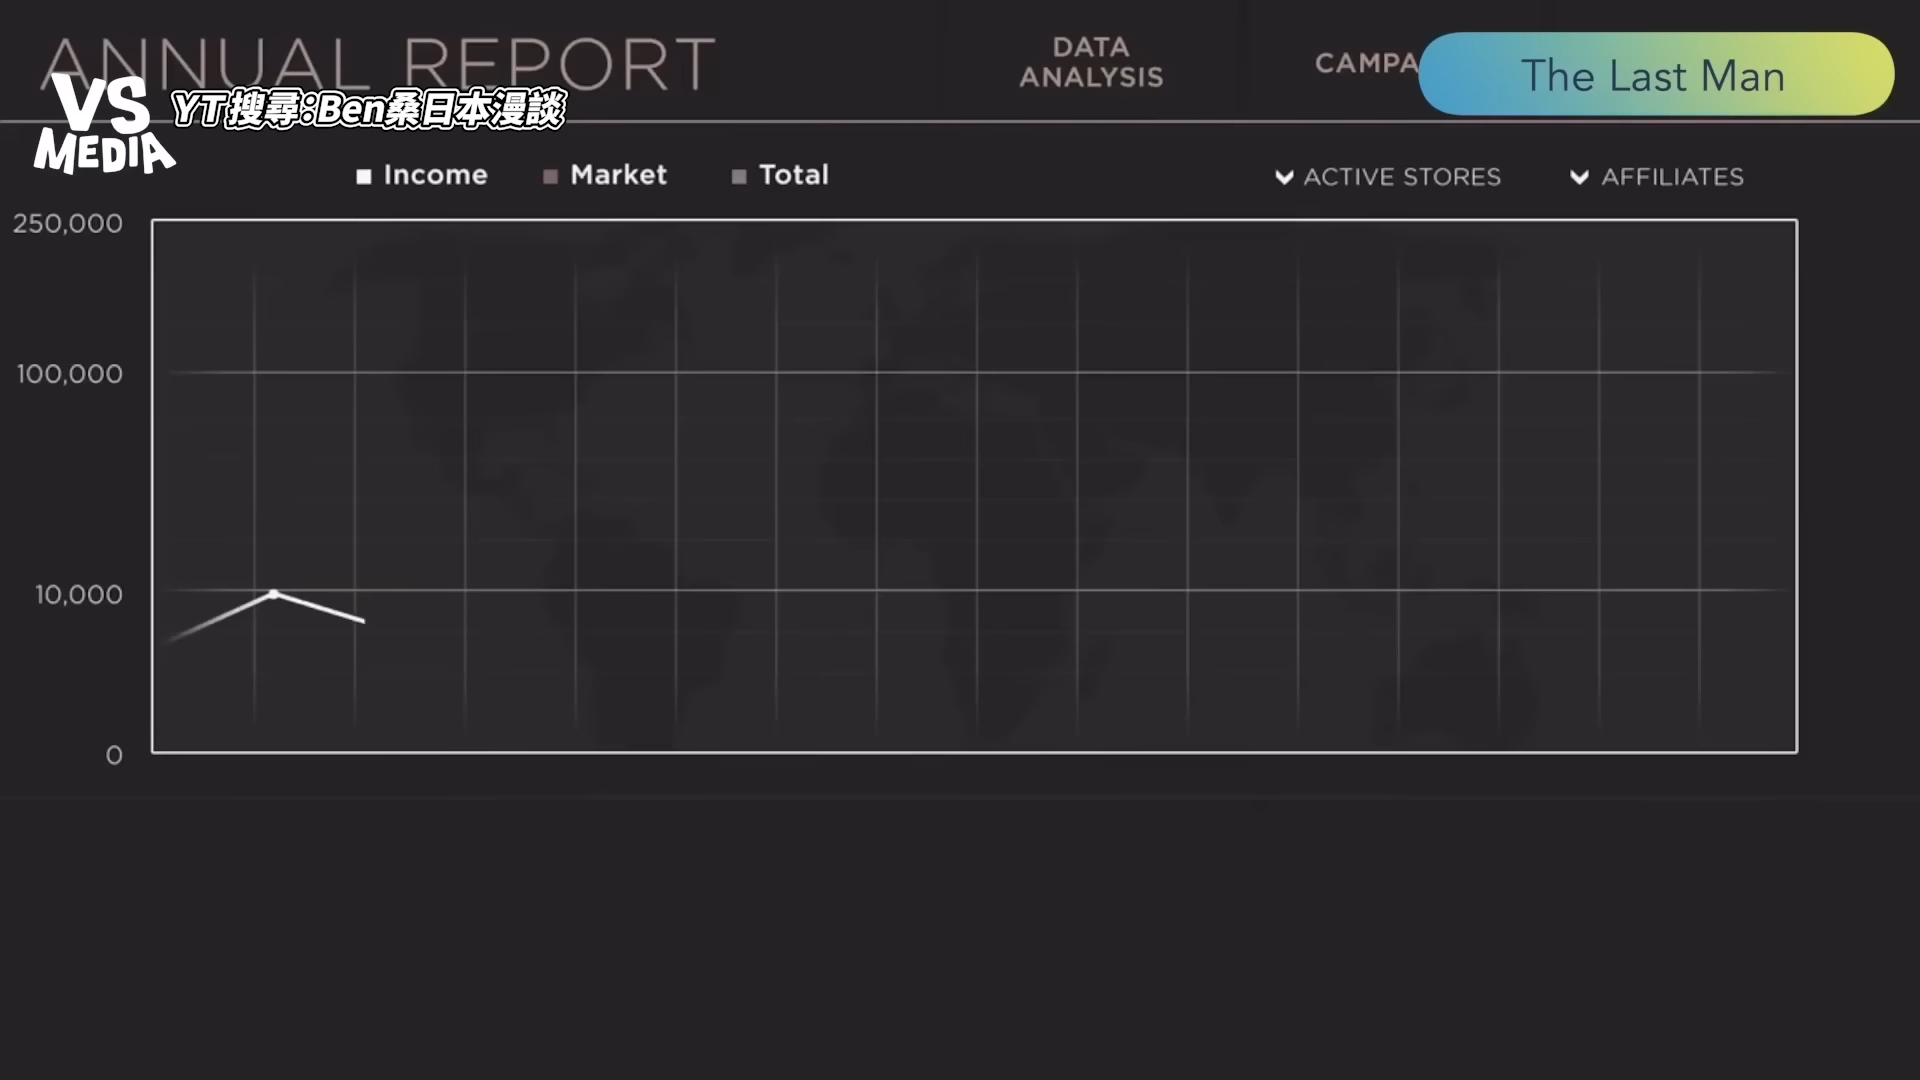 ANNUAL REPORT
DATA
ANALYSIS
CAMPA
The Last Man
VS
MEDIA
YT搜尋:Ben桑日本漫談
Income
Market
Total
ACTIVE STORES
AFFILIATES
250,000
100,000
10,000
0